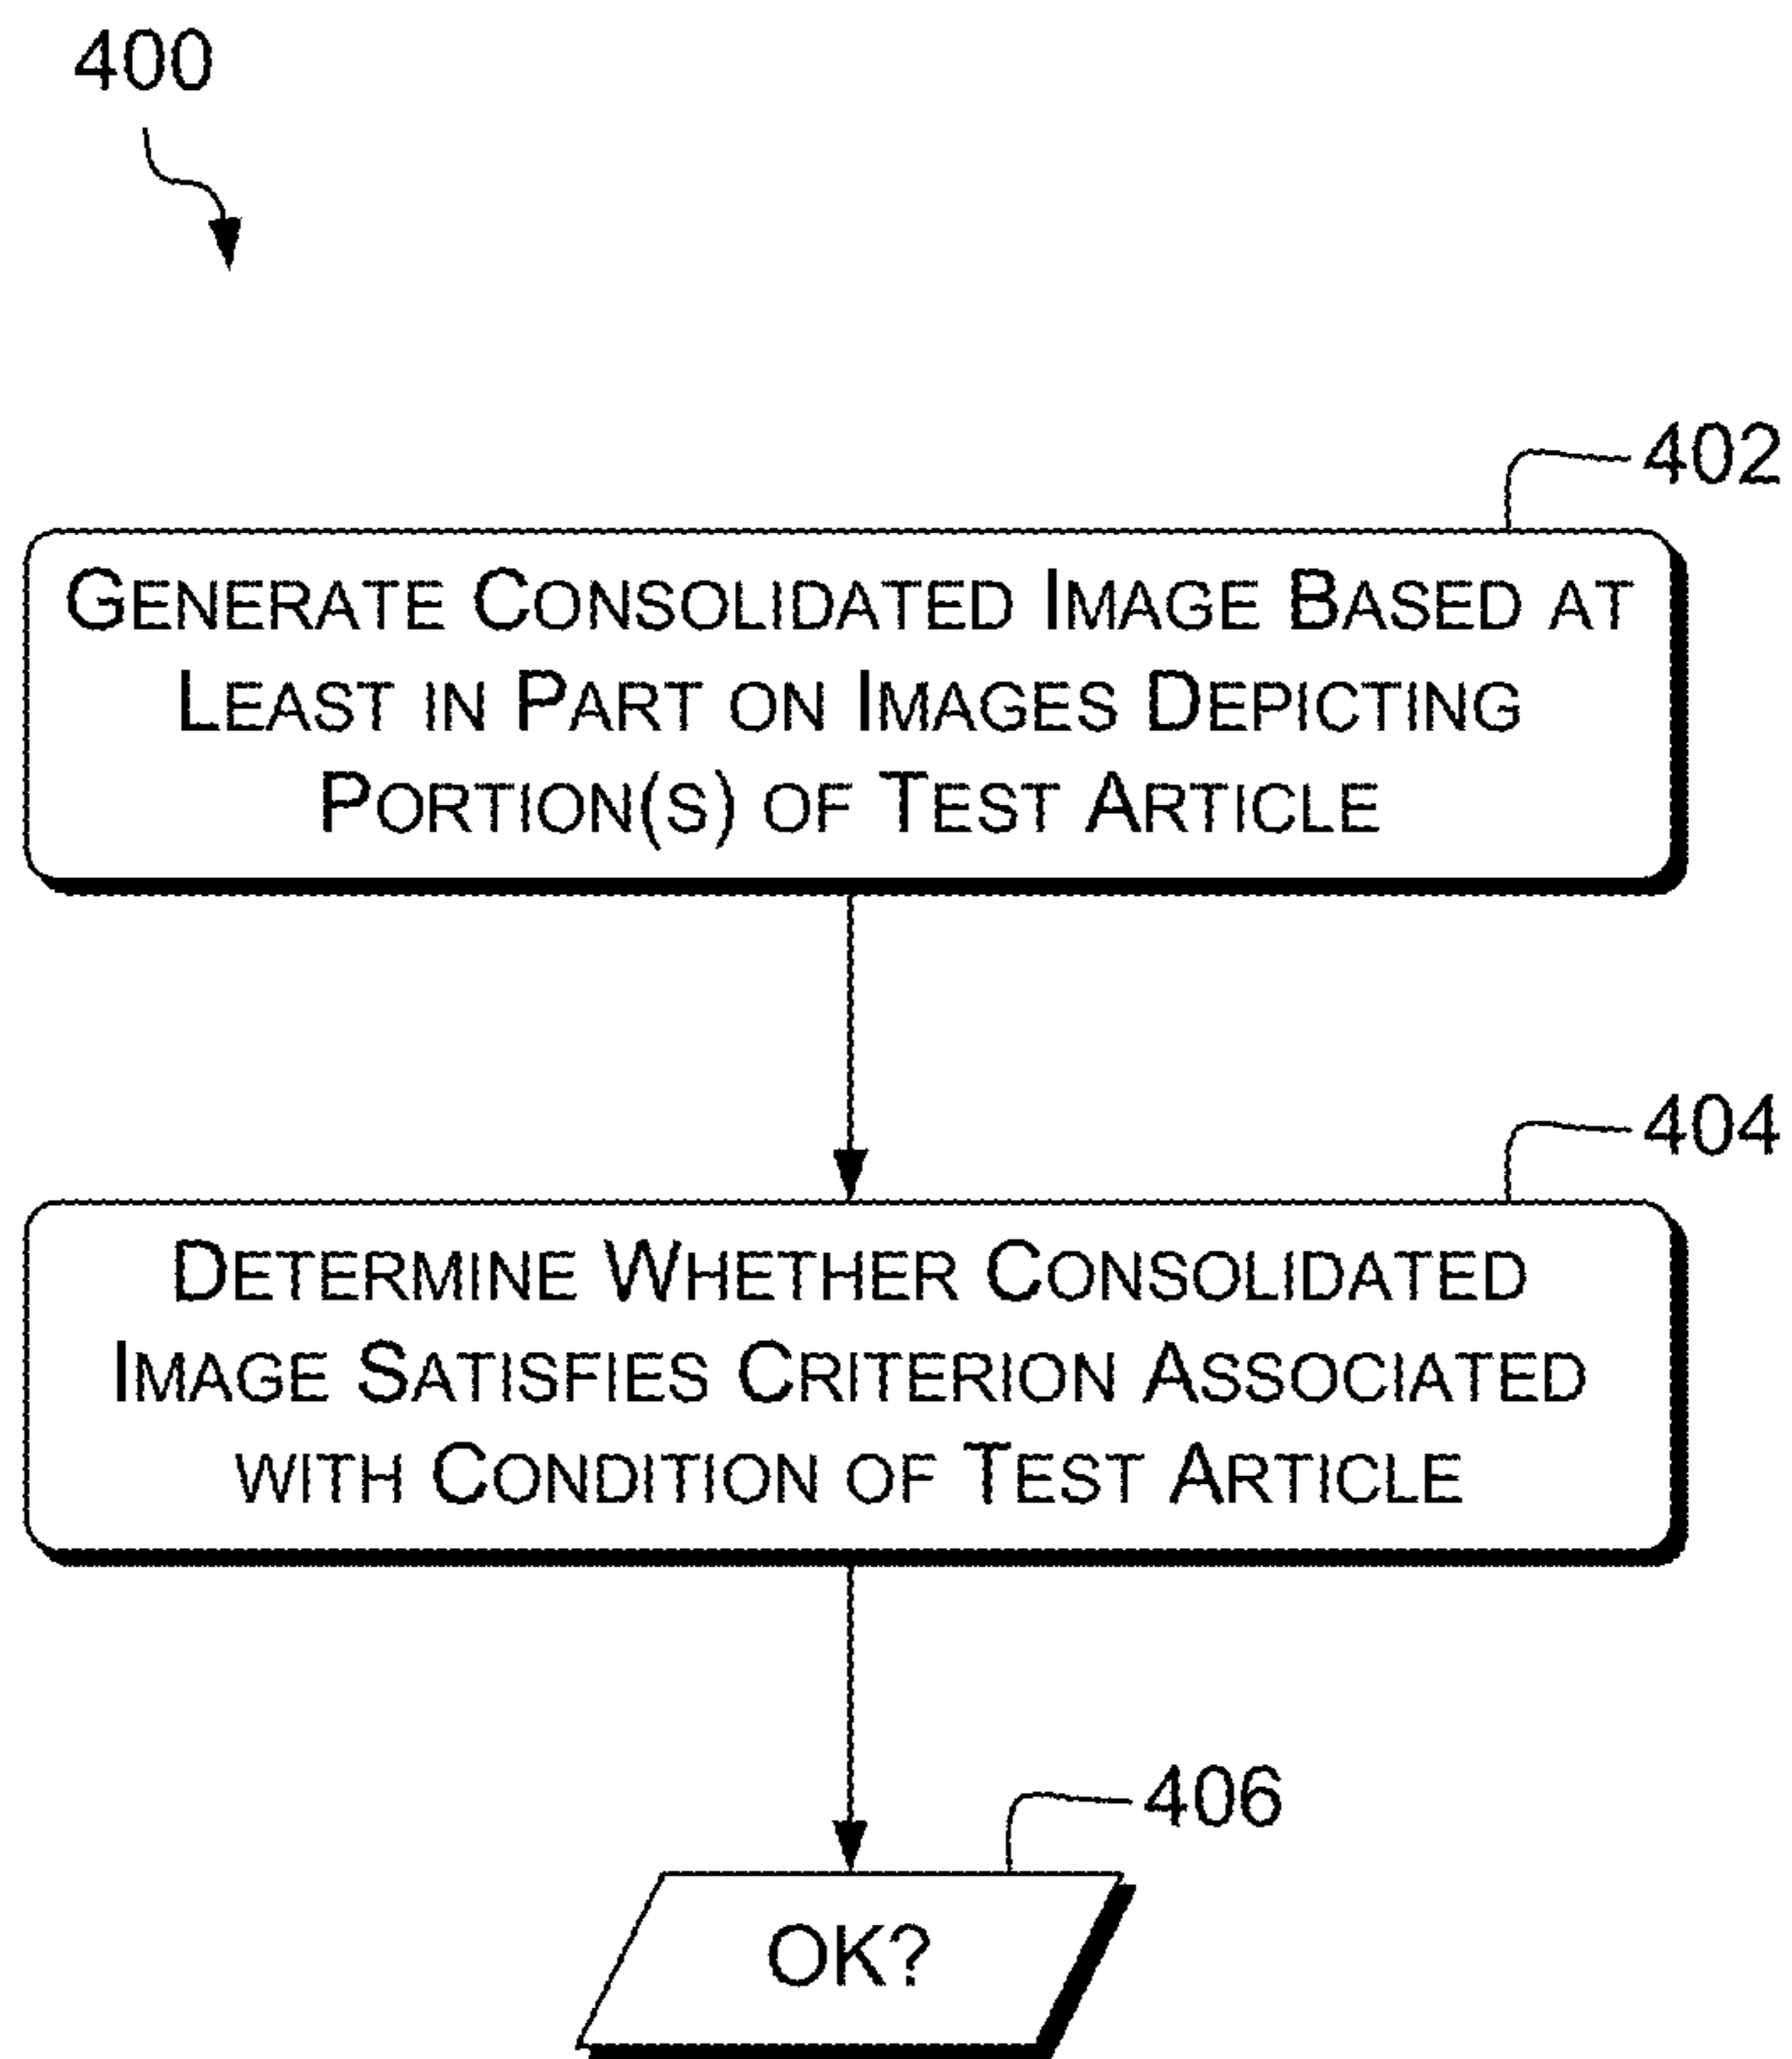 400
402
GENERATE CONSOLIDATED IMAGE BASED AT
LEAST IN PART ON IMAGES DEPICTING
PORTION(S) OF TEST ARTICLE
404
DETERMINE WHETHER CONSOLIDATED
IMAGE SATISFIES CRITERION ASSOCIATED
WITH CONDITION OF TEST ARTICLE
406
OK?